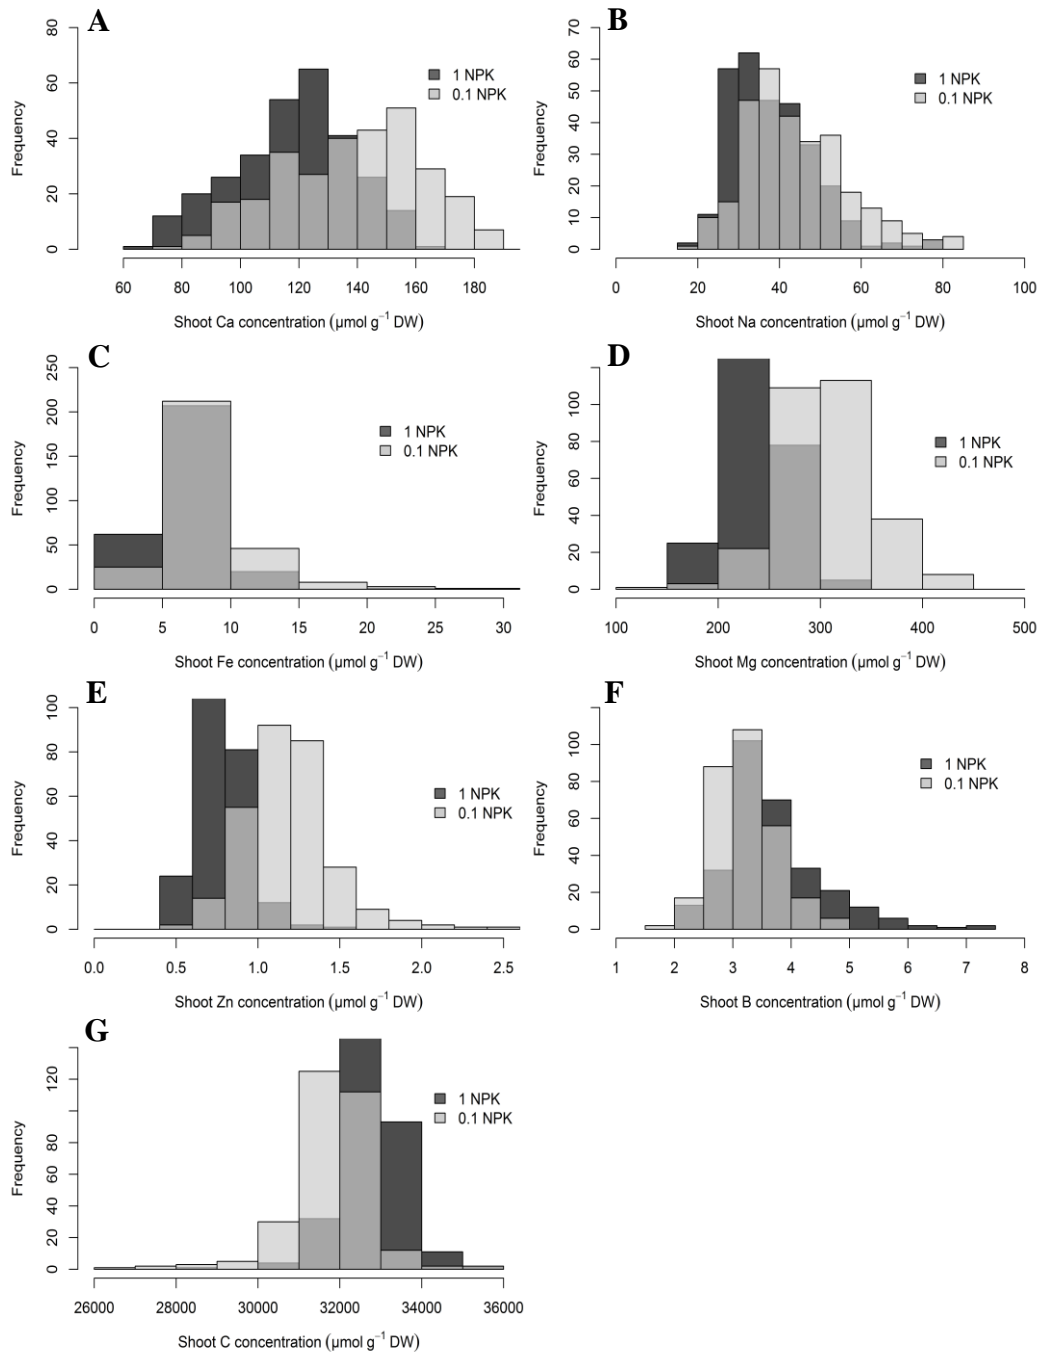 A
Frequency
0 20 40 60 80
1 NPK
0.1 NPK
60 80 100 120 140 160 180
Shoot Ca concentration (µmol g⁻¹ DW)
B
Frequency
0 10 20 30 40 50 60 70
1 NPK
0.1 NPK
0 20 40 60 80 100
Shoot Na concentration (µmol g⁻¹ DW)
C
Frequency
0 50 100 150 200 250
1 NPK
0.1 NPK
0 5 10 15 20 25 30
Shoot Fe concentration (µmol g⁻¹ DW)
D
Frequency
0 20 40 60 80 100
1 NPK
0.1 NPK
100 200 300 400 500
Shoot Mg concentration (µmol g⁻¹ DW)
E
Frequency
0 20 40 60 80 100
1 NPK
0.1 NPK
0.0 0.5 1.0 1.5 2.0 2.5
Shoot Zn concentration (µmol g⁻¹ DW)
F
Frequency
0 20 40 60 80 100
1 NPK
0.1 NPK
1 2 3 4 5 6 7 8
Shoot B concentration (µmol g⁻¹ DW)
G
Frequency
0 20 40 60 80 120
1 NPK
0.1 NPK
26000 28000 30000 32000 34000 36000
Shoot C concentration (µmol g⁻¹ DW)